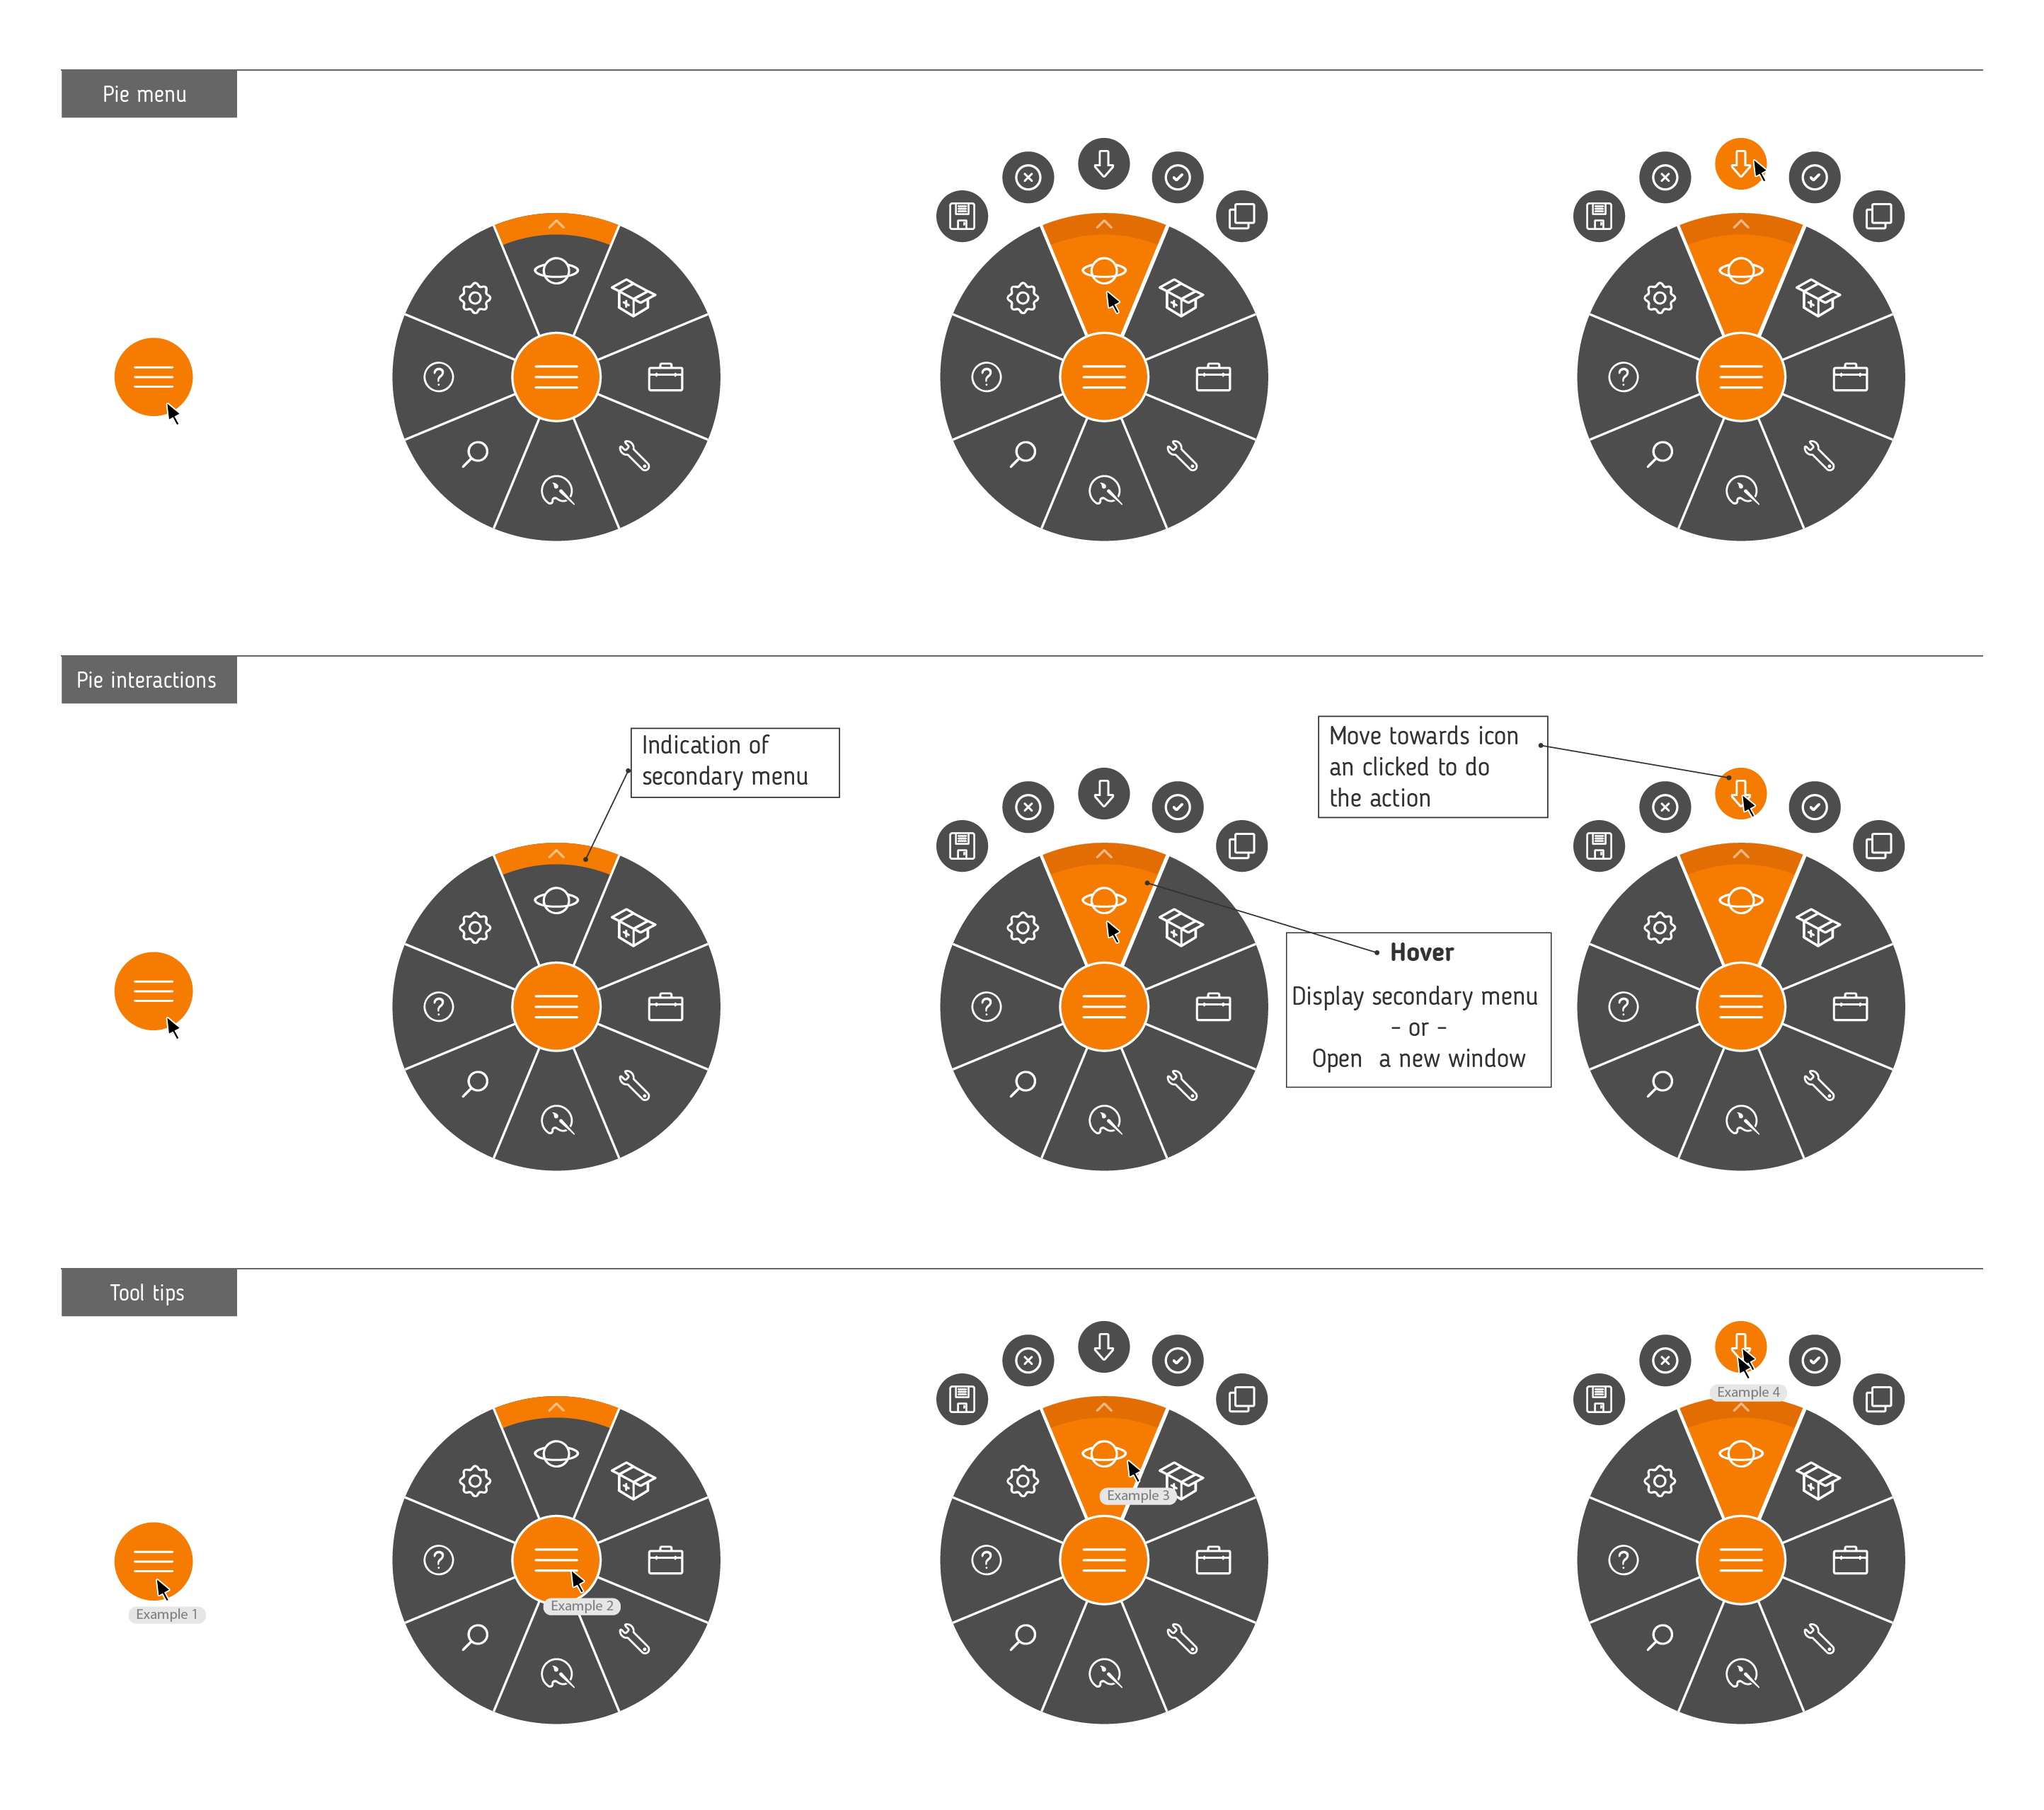 Pie menu
Pie interactions
Indication of
secondary menu
Move towards icon
an clicked to do
the action
Hover
Display secondary menu
- or -
Open a new window
Tool tips
Example 1
Example 2
Example 3
Example 4